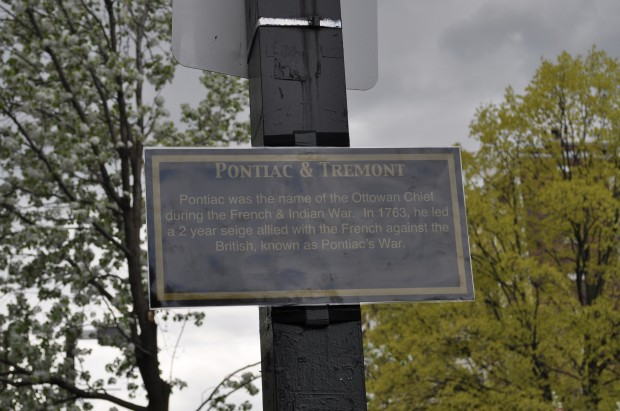 PONTIAC & TREMONT
Pontiac was the name of the Ottowan Chief
during the French & Indian War. In 1763, he led
a 2 year seige allied with the French against the
British, known as Pontiac's War.